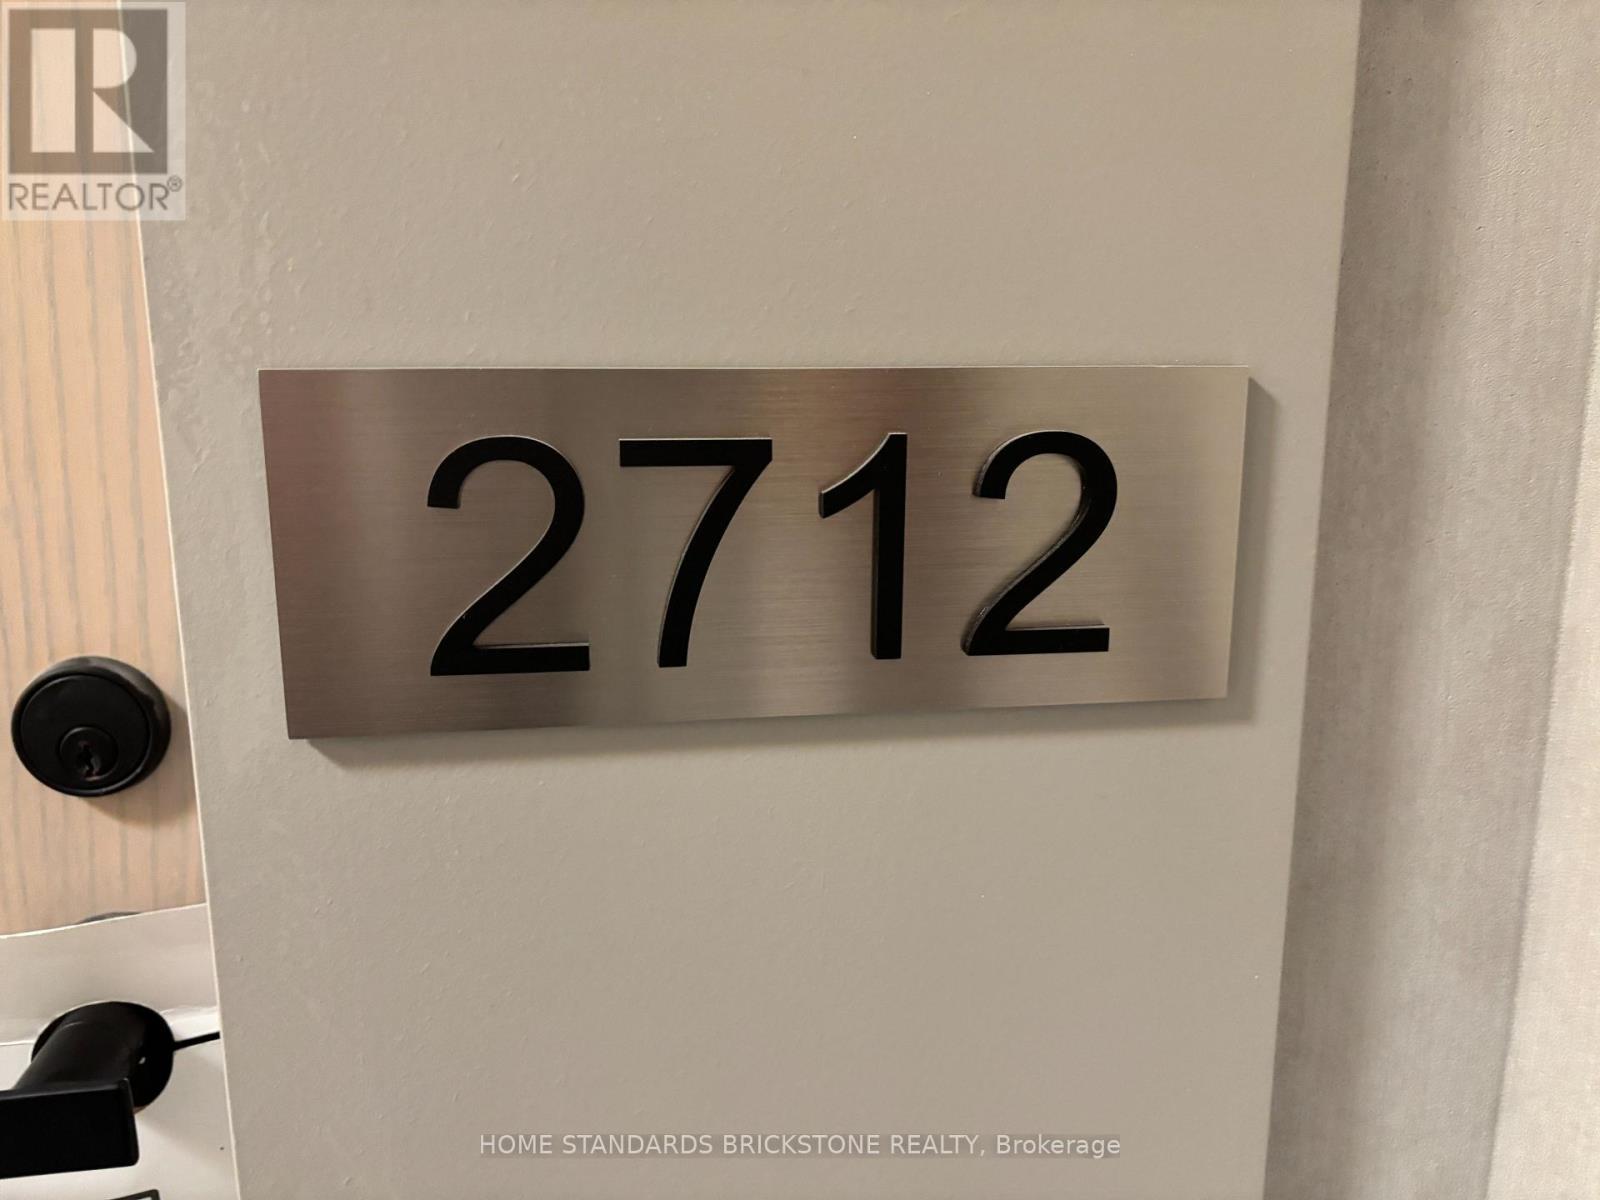 REALTOR®
2712
HOME STANDARDS BRICKSTONE REALTY, Brokerage